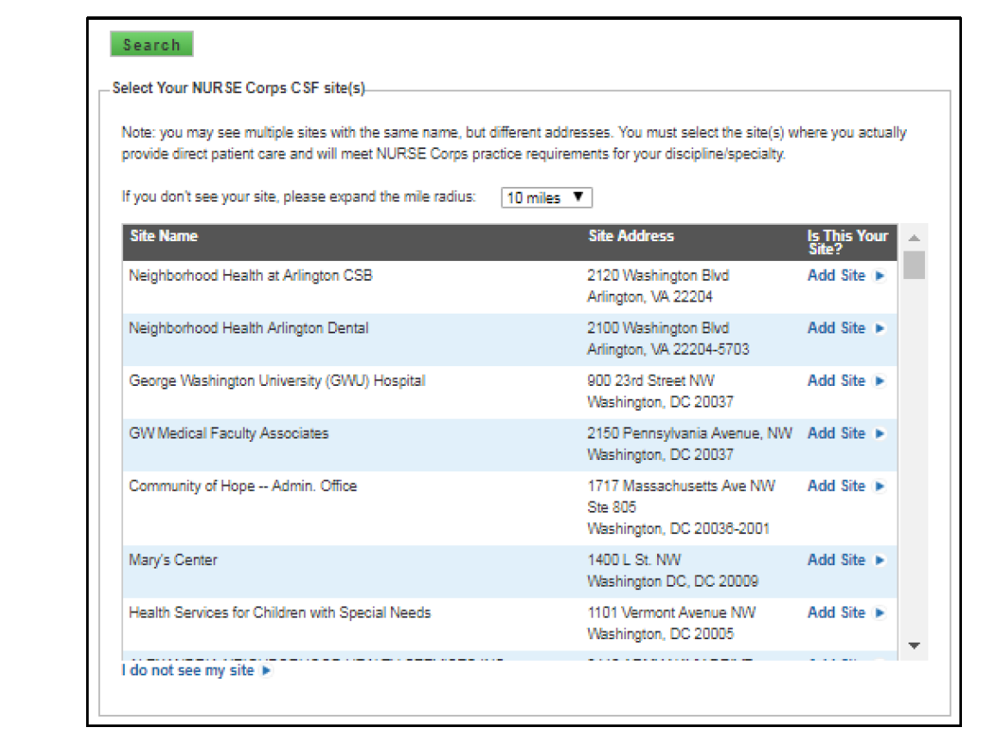 Search
Select Your NURSE Corps CSF site(s)
Note: you may see multiple sites with the same name, but different addresses. You must select the site(s) where you actually
provide direct patient care and will meet NURSE Corps practice requirements for your discipline/specialty.
If you don't see your site, please expand the mile radius: 10 miles ▼
Site Name Site Address Is This Your
Site?
Neighborhood Health at Arlington CSB 2120 Washington Blvd Add Site
Arlington, VA 22204
Neighborhood Health Arlington Dental 2100 Washington Blvd Add Site
Arlington, VA 22204-5703
George Washington University (GWU) Hospital 900 23rd Street NW Add Site
Washington, DC 20037
GW Medical Faculty Associates 2150 Pennsylvania Avenue, NW Add Site
Washington, DC 20037
Community of Hope -- Admin. Office 1717 Massachusetts Ave NW Add Site
Ste 805
Washington, DC 20036-2001
Mary's Center 1400 L St. NW Add Site
Washington DC, DC 20009
Health Services for Children with Special Needs 1101 Vermont Avenue NW Add Site
Washington, DC 20005
I do not see my site